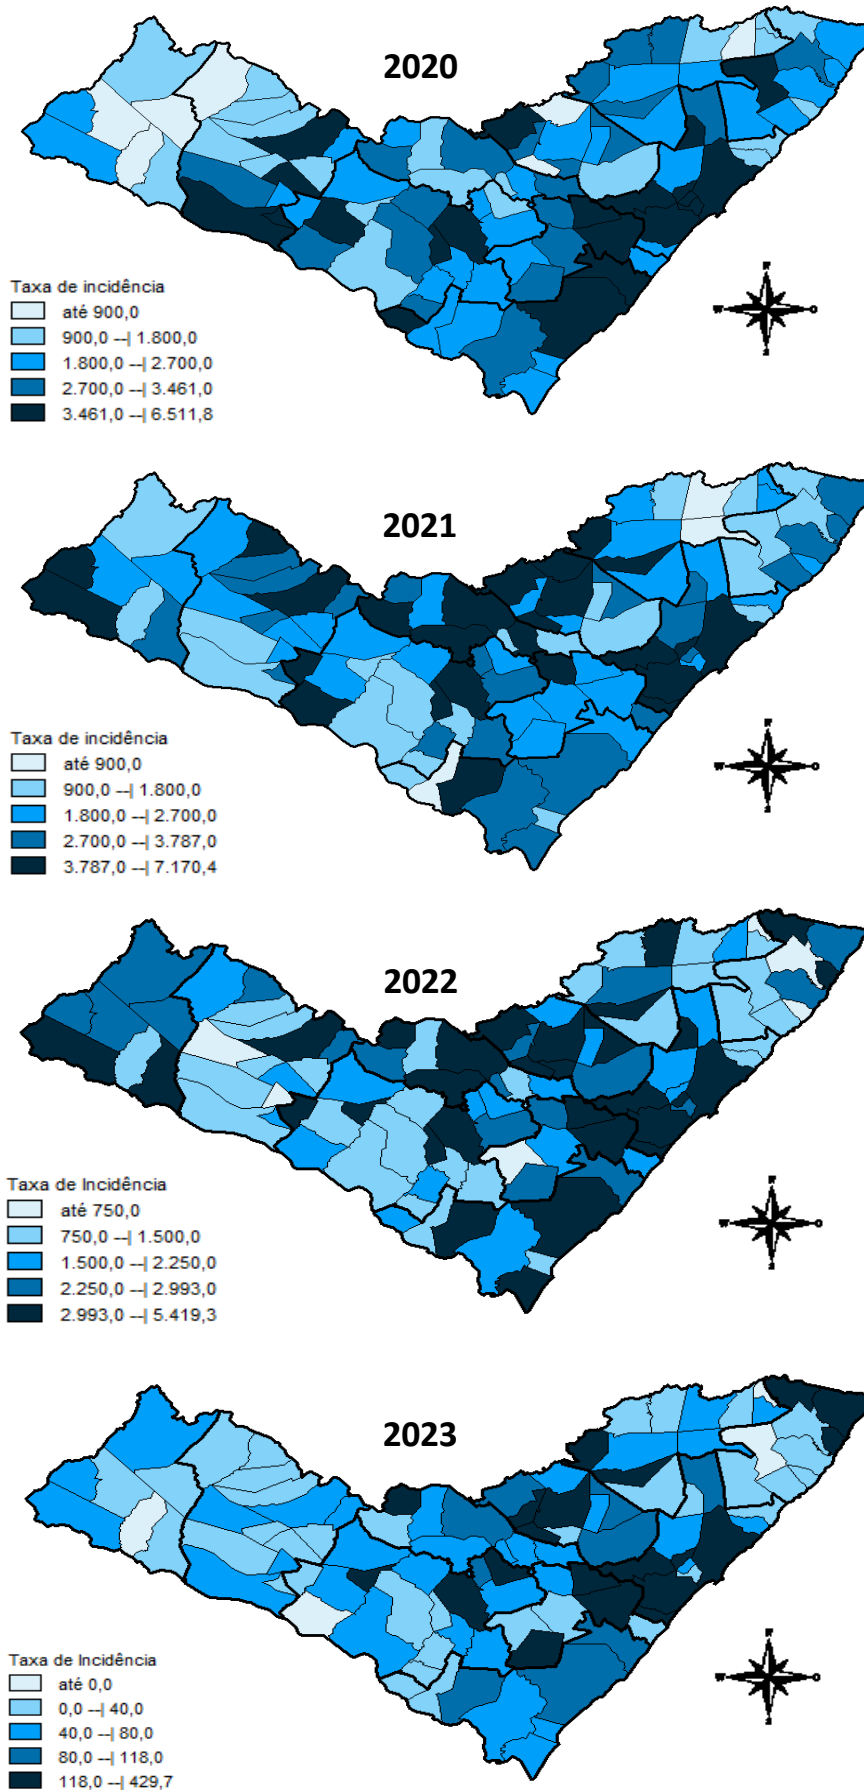 2020
Taxa de incidência
até 900,0
900,0 --| 1.800,0
1.800,0 --| 2.700,0
2.700,0 --| 3.461,0
3.461,0 --| 6.511,8
2021
Taxa de incidência
até 900,0
900,0 --| 1.800,0
1.800,0 --| 2.700,0
2.700,0 --| 3.787,0
3.787,0 --| 7.170,4
2022
Taxa de Incidência
até 750,0
750,0 --| 1.500,0
1.500,0 --| 2.250,0
2.250,0 --| 2.993,0
2.993,0 --| 5.419,3
2023
Taxa de Incidência
até 0,0
0,0 --| 40,0
40,0 --| 80,0
80,0 --| 118,0
118,0 --| 429,7